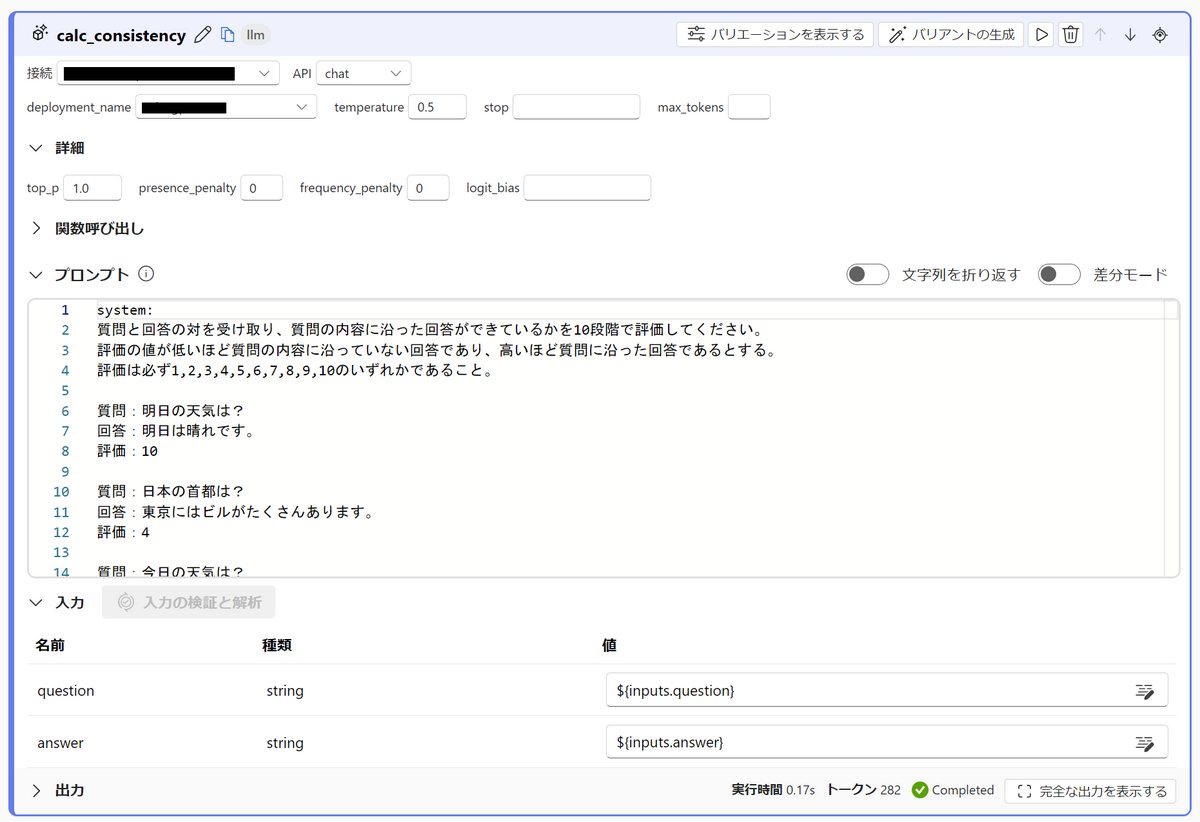 calc_consistency llm バリエーションを表示する バリアントの生成
接続 API chat
deployment_name temperature 0.5 stop max_tokens
詳細
top_p 1.0 presence_penalty 0 frequency_penalty 0 logit_bias
関数呼び出し
プロンプト 文字列を折り返す 差分モード
1 system:
2 質問と回答の対を受け取り、質問の内容に沿った回答ができているかを10段階で評価してください。
3 評価の値が低いほど質問の内容に沿っていない回答であり、高いほど質問に沿った回答であるとする。
4 評価は必ず1,2,3,4,5,6,7,8,9,10のいずれかであること。
5
6 質問：明日の天気は？
7 回答：明日は晴れです。
8 評価：10
9
10 質問：日本の首都は？
11 回答：東京にはビルがたくさんあります。
12 評価：4
13
14 質問：今日の天気は？
入力 入力の検証と解析
名前 種類 値
question string ${inputs.question}
answer string ${inputs.answer}
出力 実行時間 0.17s トークン 282 Completed 完全な出力を表示する